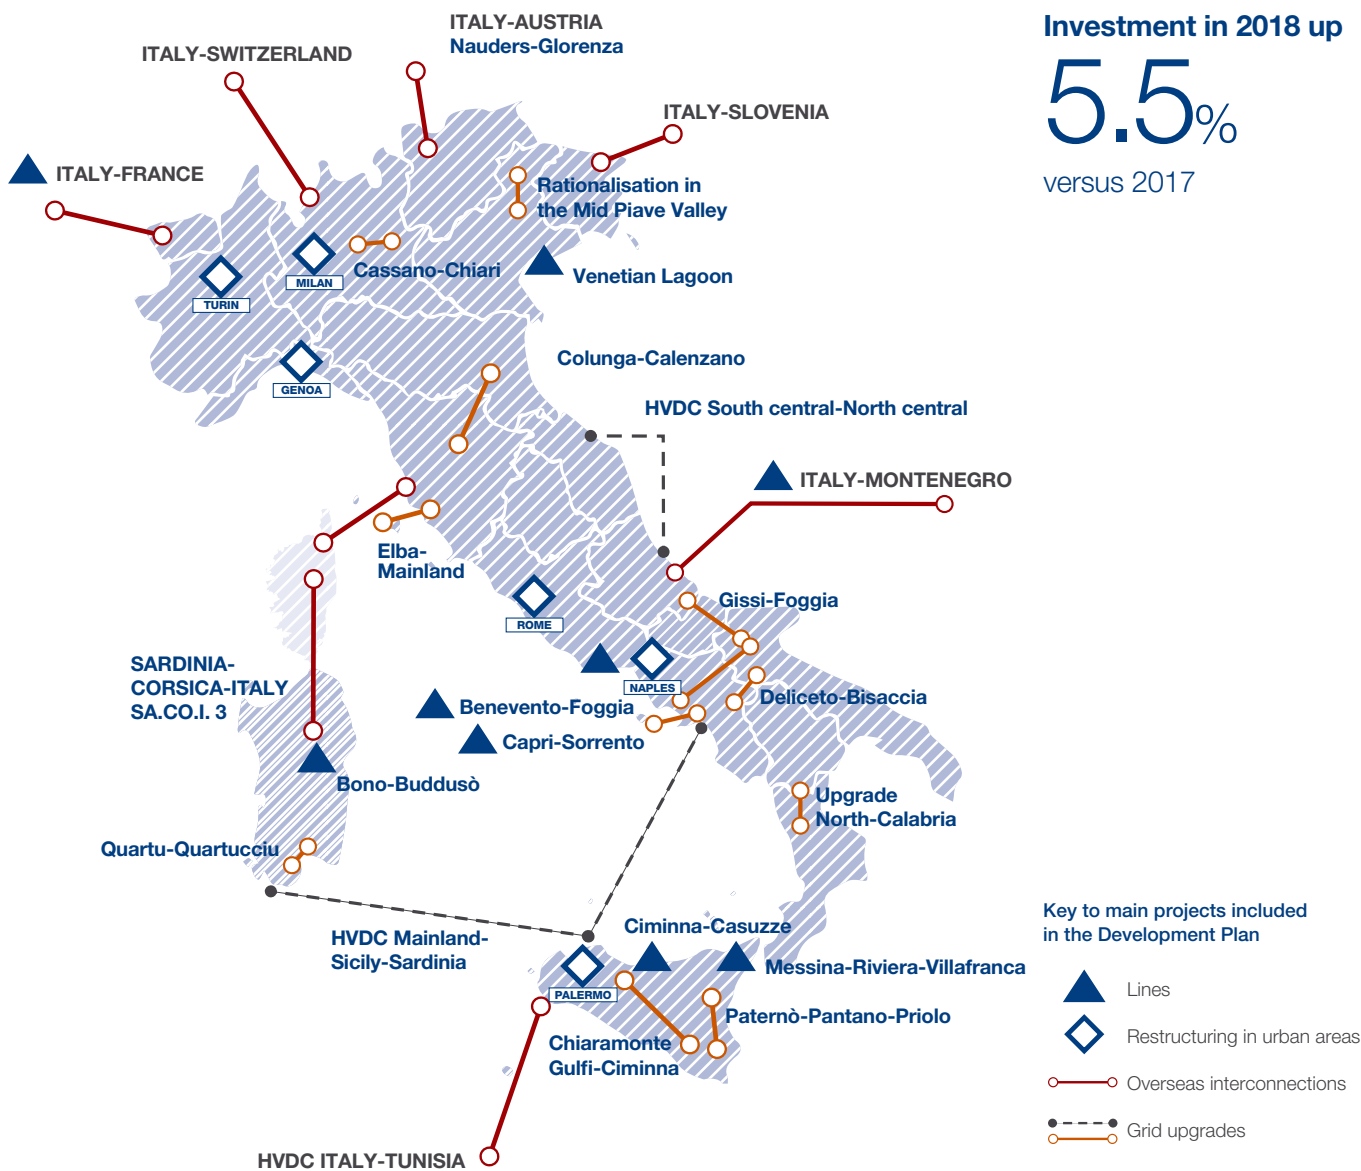 ITALY-AUSTRIA
Nauders-Glorenza
Investment in 2018 up
5.5%
versus 2017
ITALY-SWITZERLAND
ITALY-SLOVENIA
ITALY-FRANCE
Rationalisation in
the Mid Piave Valley
MILAN
Cassano-Chiari
Venetian Lagoon
TURIN
Colunga-Calenzano
GENOA
HVDC South central-North central
ITALY-MONTENEGRO
Elba-
Mainland
Gissi-Foggia
ROME
SARDINIA-
CORSICA-ITALY
SA.CO.I. 3
NAPLES
Deliceto-Bisaccia
Benevento-Foggia
Capri-Sorrento
Bono-Buddusò
Upgrade
North-Calabria
Quartu-Quartucciu
HVDC Mainland-
Sicily-Sardinia
Ciminna-Casuzze
Messina-Riviera-Villafranca
PALERMO
Paternò-Pantano-Priolo
Chiaramonte
Gulfi-Ciminna
HVDC ITALY-TUNISIA
Key to main projects included
in the Development Plan
Lines
Restructuring in urban areas
Overseas interconnections
Grid upgrades